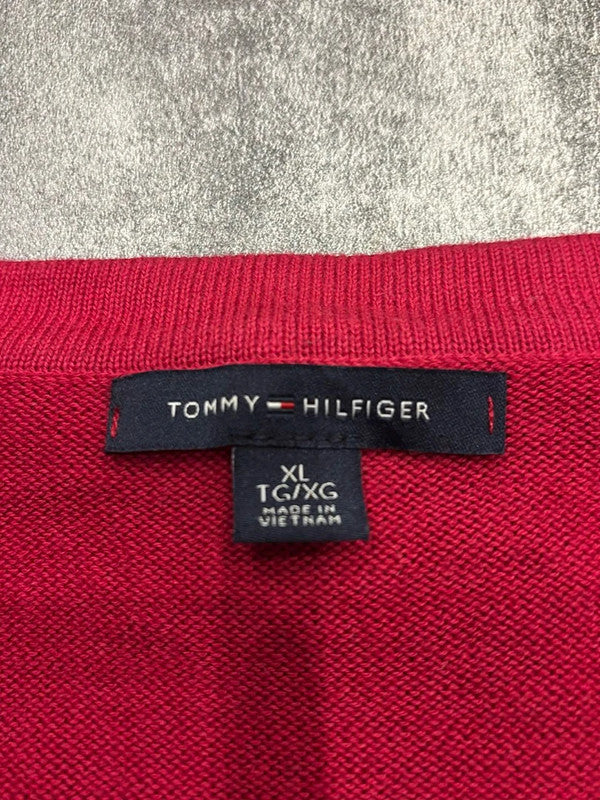 TOMMY HILFIGER
XL
TG/XG
MADE IN
VIETNAM